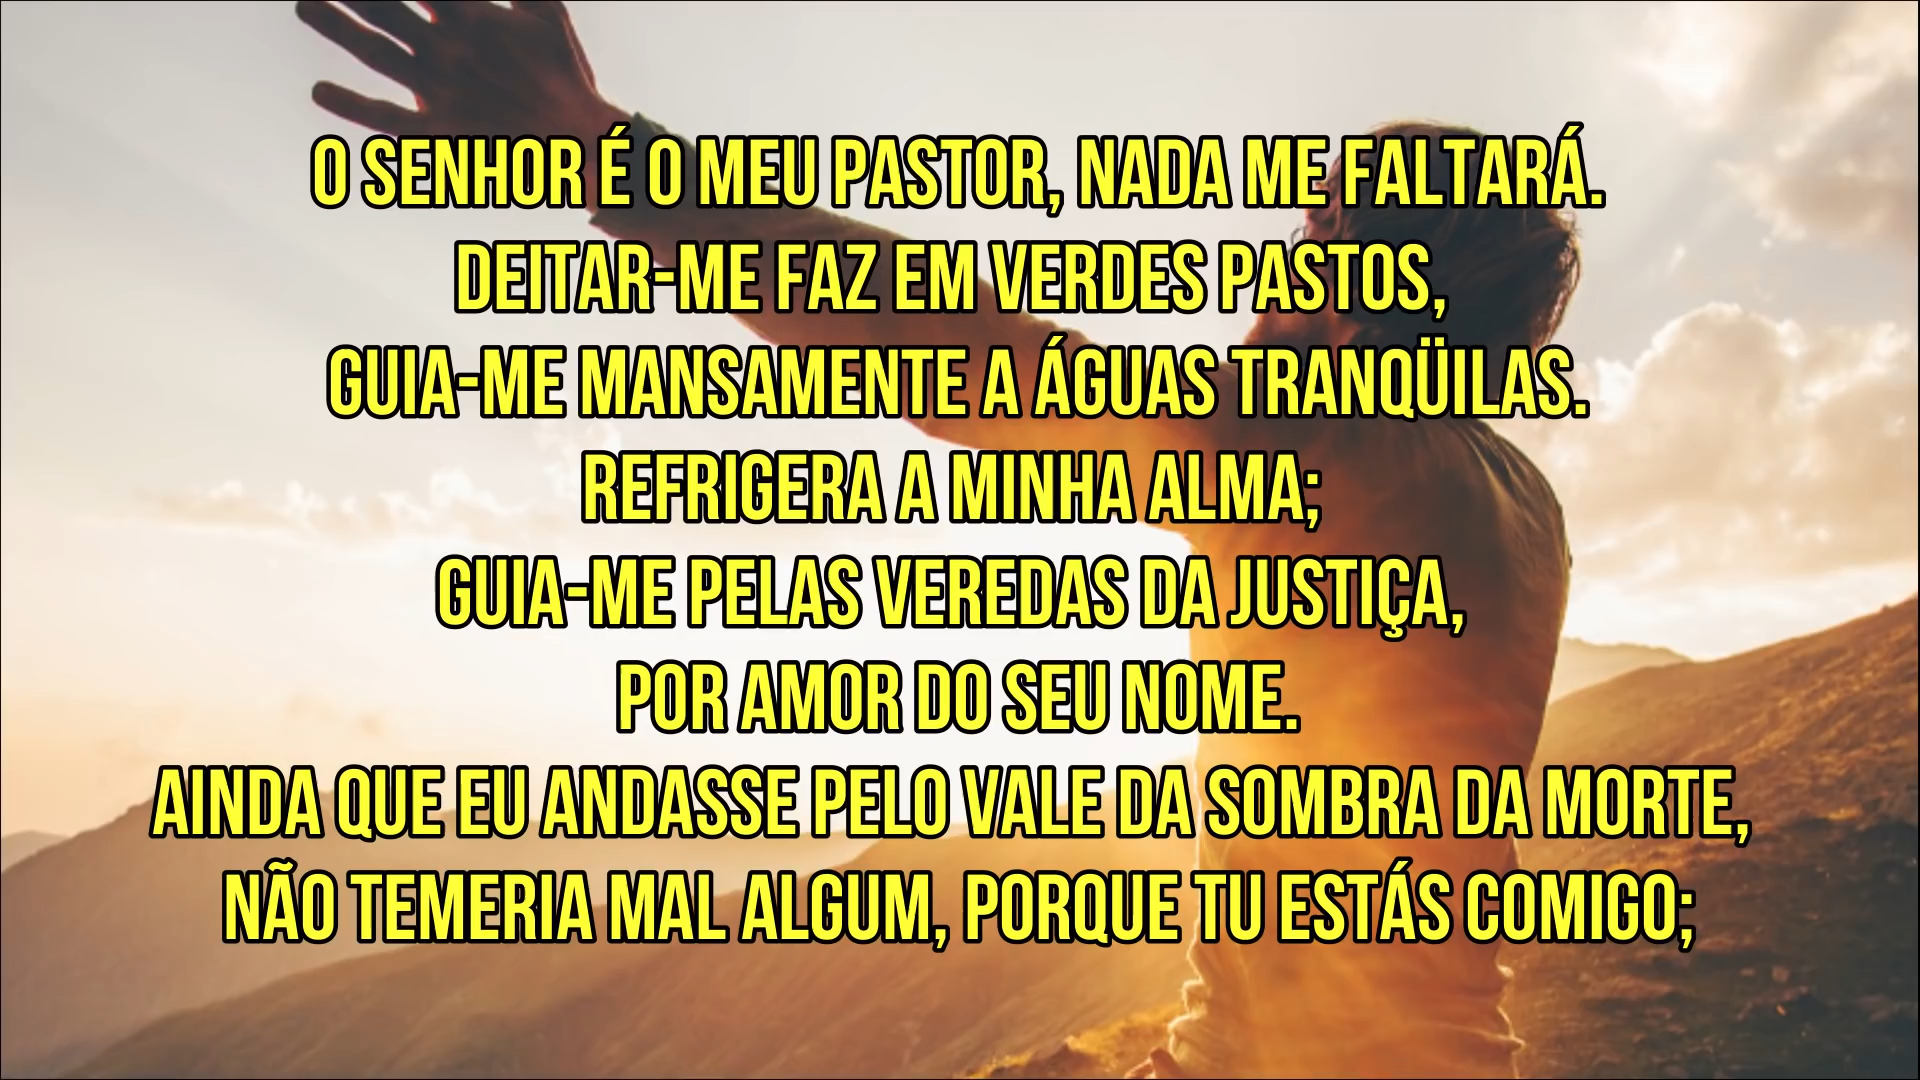 O SENHOR É O MEU PASTOR, NADA ME FALTARÁ.
DEITAR-ME FAZ EM VERDES PASTOS,
GUIA-ME MANSAMENTE A ÁGUAS TRANQÜILAS.
REFRIGERA A MINHA ALMA;
GUIA-ME PELAS VEREDAS DA JUSTIÇA,
POR AMOR DO SEU NOME.
AINDA QUE EU ANDASSE PELO VALE DA SOMBRA DA MORTE,
NÃO TEMERIA MAL ALGUM, PORQUE TU ESTÁS COMIGO;